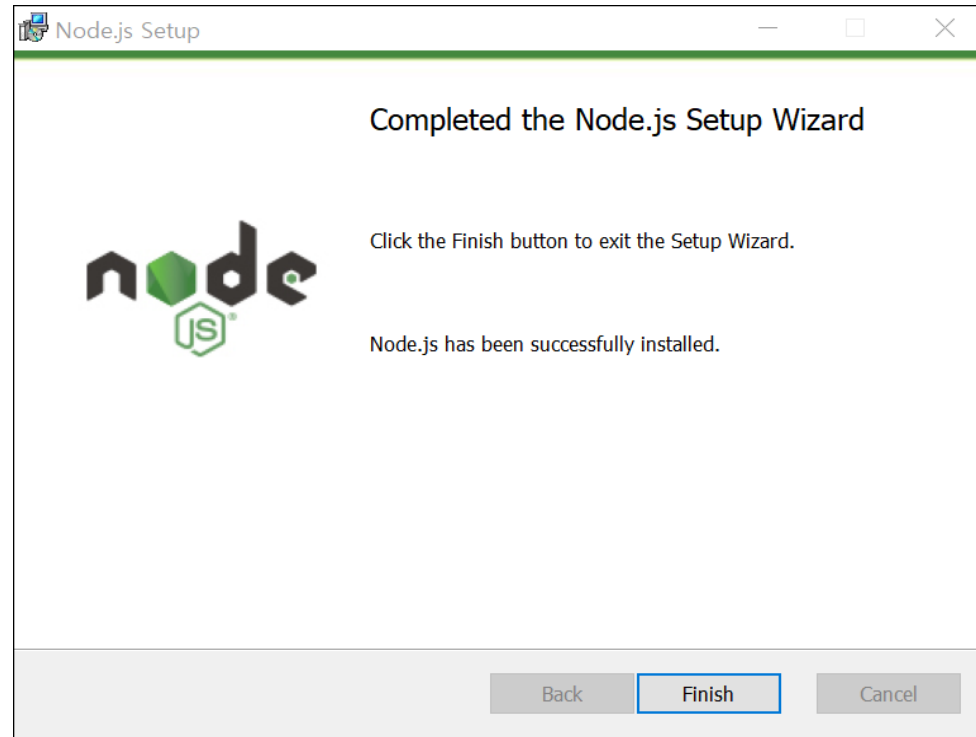 Node.js Setup
Completed the Node.js Setup Wizard
Click the Finish button to exit the Setup Wizard.
node
JS®
Node.js has been successfully installed.
Back Finish Cancel